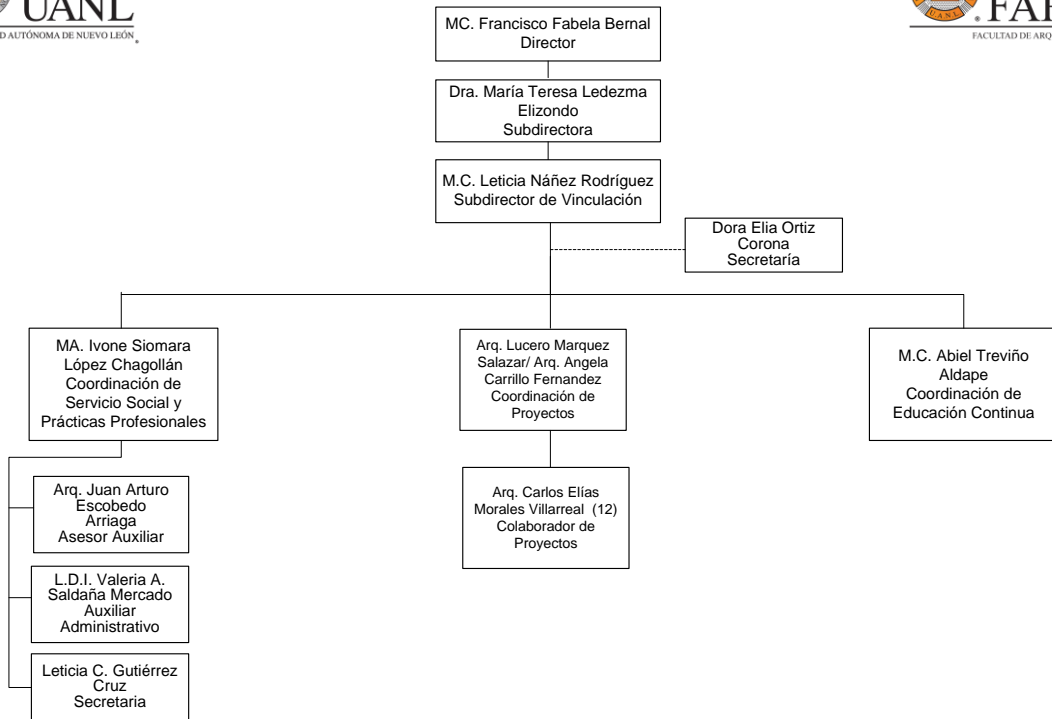 UANL
D AUTÓNOMA DE NUEVO LEÓN
FACULTAD DE ARQ
MC. Francisco Fabela Bernal
Director
Dra. María Teresa Ledezma
Elizondo
Subdirectora
M.C. Leticia Náñez Rodríguez
Subdirector de Vinculación
Dora Elia Ortiz
Corona
Secretaría
MA. Ivone Siomara
López Chagollán
Coordinación de
Servicio Social y
Prácticas Profesionales
Arq. Lucero Marquez
Salazar/ Arq. Angela
Carrillo Fernandez
Coordinación de
Proyectos
M.C. Abiel Treviño
Aldape
Coordinación de
Educación Continua
Arq. Juan Arturo
Escobedo
Arriaga
Asesor Auxiliar
Arq. Carlos Elías
Morales Villarreal (12)
Colaborador de
Proyectos
L.D.I. Valeria A.
Saldaña Mercado
Auxiliar
Administrativo
Leticia C. Gutiérrez
Cruz
Secretaria